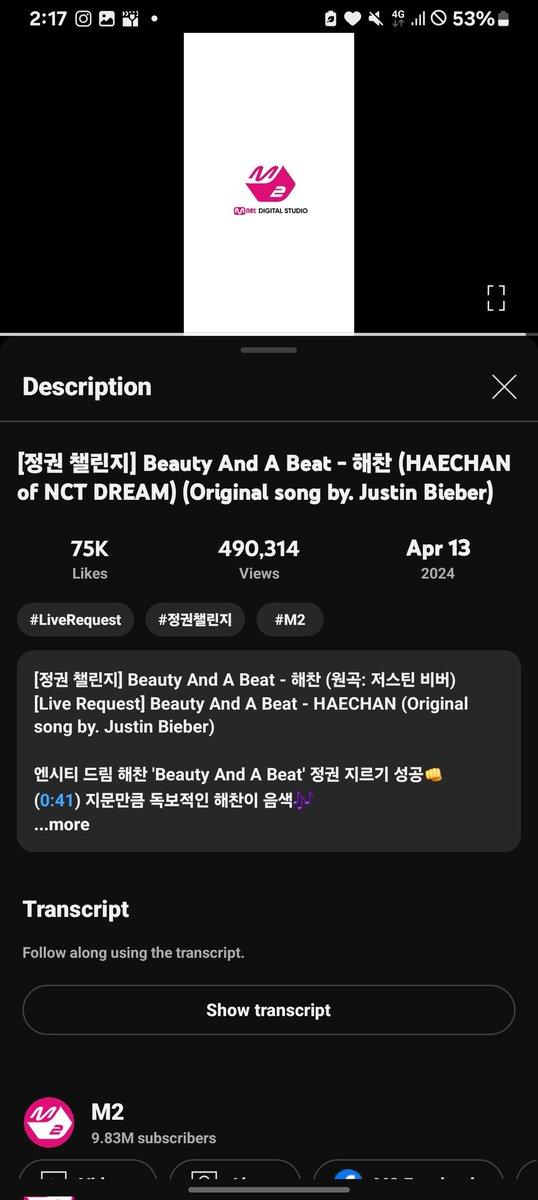 2:17
4G
53%
M2
Mnet DIGITAL STUDIO
Description
[정권 챌린지] Beauty And A Beat - 해찬 (HAECHAN
of NCT DREAM) (Original song by. Justin Bieber)
75K 490,314 Apr 13
Likes Views 2024
#LiveRequest #정권챌린지 #M2
[정권 챌린지] Beauty And A Beat - 해찬 (원곡: 저스틴 비버)
[Live Request] Beauty And A Beat - HAECHAN (Original
song by. Justin Bieber)
엔시티 드림 해찬 'Beauty And A Beat' 정권 지르기 성공👊
(0:41) 지문만큼 독보적인 해찬이 음색🎶
...more
Transcript
Follow along using the transcript.
Show transcript
M2
M2
9.83M subscribers